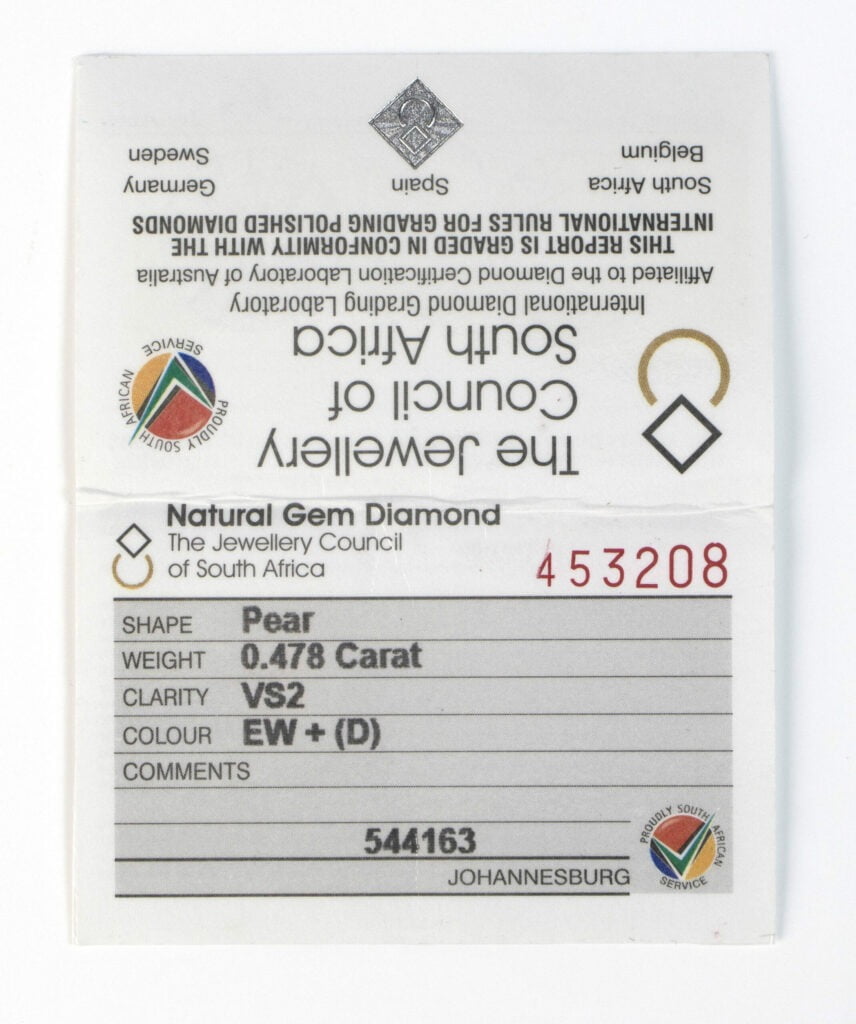 The Jewellery
Council of
South Africa
PROUDLY SOUTH AFRICAN
SERVICE
International Diamond Grading Laboratory
Affiliated to the Diamond Certification Laboratory of Australia
THIS REPORT IS GRADED IN CONFORMITY WITH THE
INTERNATIONAL RULES FOR GRADING POLISHED DIAMONDS
South Africa Spain Germany
Belgium Sweden
Natural Gem Diamond
The Jewellery Council
of South Africa
453208
SHAPE Pear
WEIGHT 0.478 Carat
CLARITY VS2
COLOUR EW + (D)
COMMENTS
544163
JOHANNESBURG
PROUDLY SOUTH AFRICAN
SERVICE